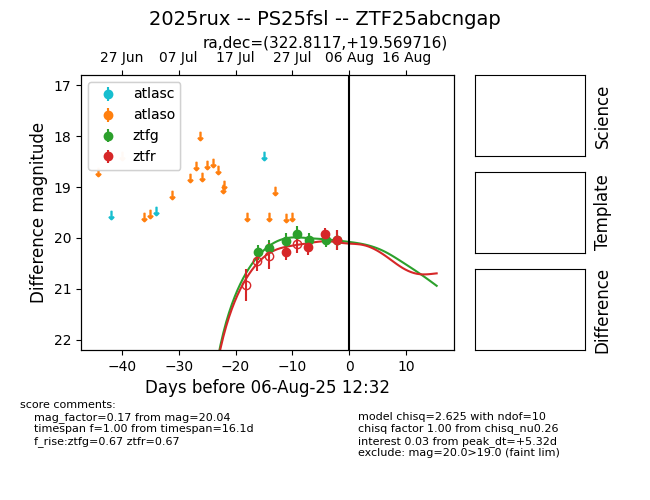 2025rux -- PS25fsl -- ZTF25abcngap
ra,dec=(322.8117,+19.569716)
27 Jun 07 Jul 17 Jul 27 Jul 06 Aug 16 Aug
atlasc
atlaso
ztfg
ztfr
17
18
19
20
21
22
Difference magnitude
−40 −30 −20 −10 0 10
Days before 06-Aug-25 12:32
Science
Template
Difference
score comments:
mag_factor=0.17 from mag=20.04
timespan f=1.00 from timespan=16.1d
f_rise:ztfg=0.67 ztfr=0.67
model chisq=2.625 with ndof=10
chisq factor 1.00 from chisq_nu0.26
interest 0.03 from peak_dt=+5.32d
exclude: mag=20.0>19.0 (faint lim)